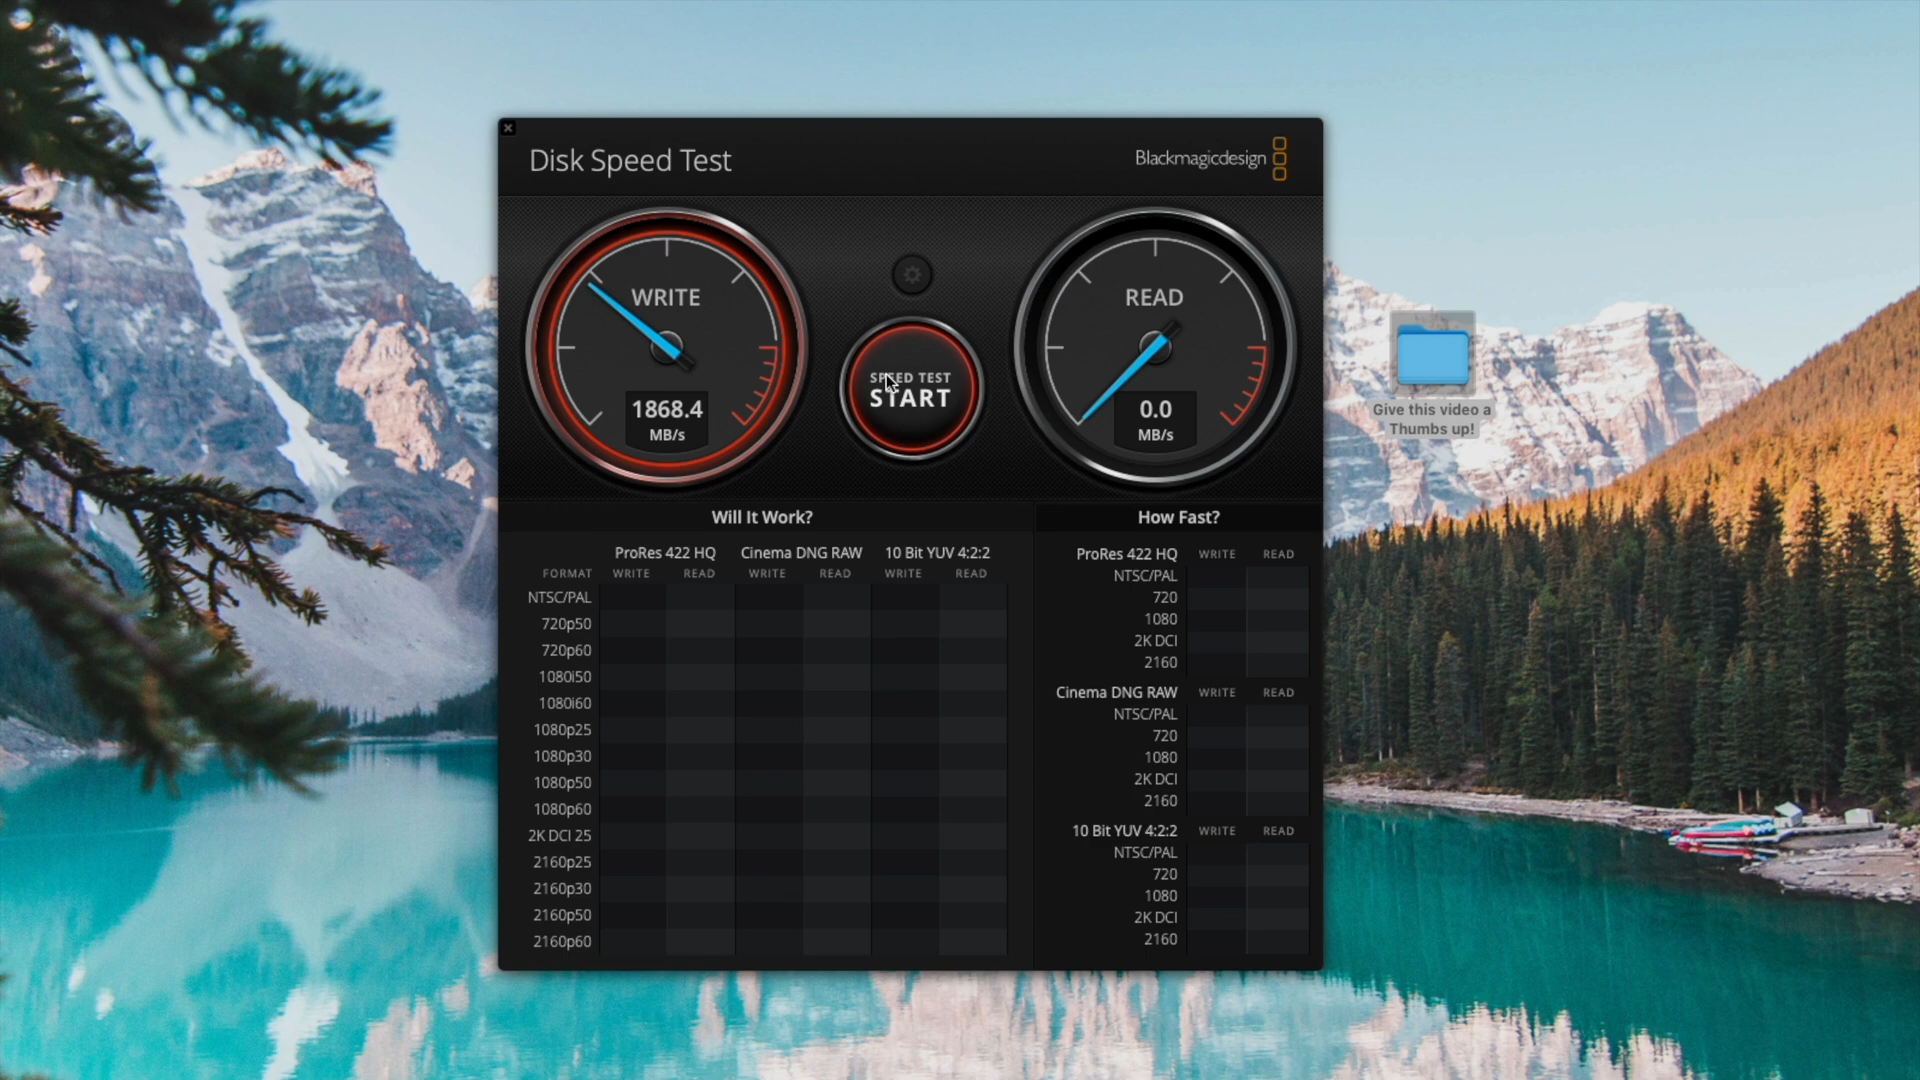 Disk Speed Test
Blackmagicdesign
WRITE
1868.4
MB/s
SPEED TEST
START
READ
0.0
MB/s
Give this video a
Thumbs up!
Will It Work?
ProRes 422 HQ Cinema DNG RAW 10 Bit YUV 4:2:2
FORMAT WRITE READ WRITE READ WRITE READ
NTSC/PAL
720p50
720p60
1080i50
1080i60
1080p25
1080p30
1080p50
1080p60
2K DCI 25
2160p25
2160p30
2160p50
2160p60
How Fast?
ProRes 422 HQ WRITE READ
NTSC/PAL
720
1080
2K DCI
2160
Cinema DNG RAW WRITE READ
NTSC/PAL
720
1080
2K DCI
2160
10 Bit YUV 4:2:2 WRITE READ
NTSC/PAL
720
1080
2K DCI
2160